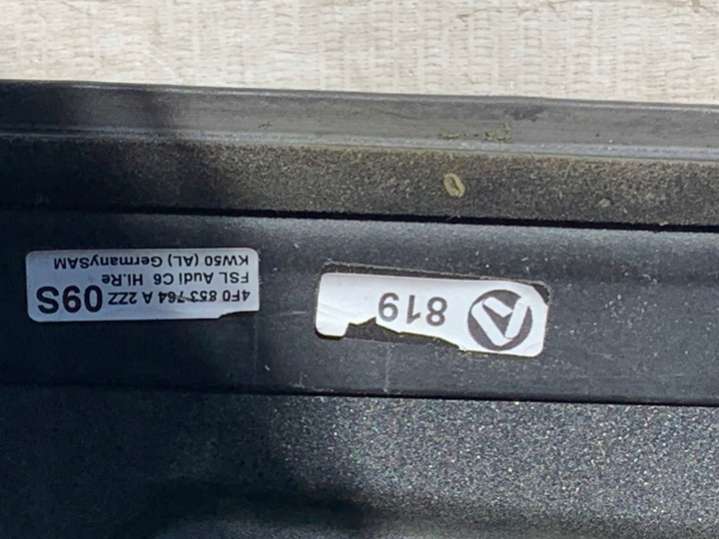 4F0 853 764 A 2ZZ 09S
FSL Audi C6 Hi.Re
KW50 (AL) GermanySAM
819